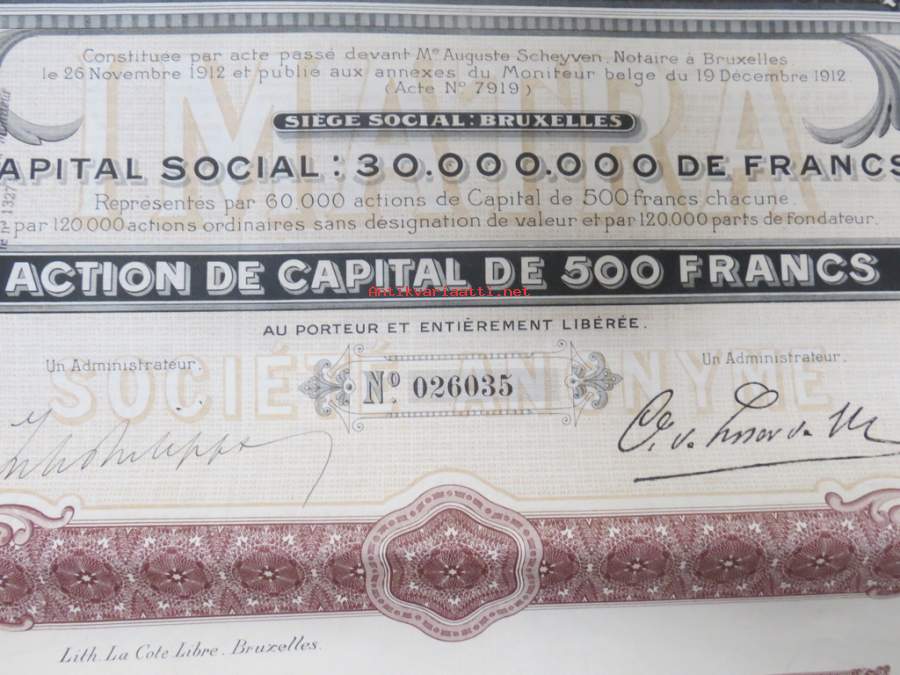 Constituée par acte passé devant Mᵉ Auguste Scheyven, Notaire à Bruxelles
le 26 Novembre 1912 et publié aux annexes du Moniteur belge du 19 Décembre 1912
(Acte Nº 7919)
IMATRA
SIÈGE SOCIAL: BRUXELLES
APITAL SOCIAL : 30.000.000 DE FRANCS
Représentés par 60.000 actions de Capital de 500 francs chacune.
par 120.000 actions ordinaires sans désignation de valeur et par 120.000 parts de fondateur.
ACTION DE CAPITAL DE 500 FRANCS
Antikvariaatti.net
AU PORTEUR ET ENTIÈREMENT LIBÉRÉE.
Un Administrateur.
Un Administrateur.
SOCIÉTÉ ANONYME
Nº 026035
Lith. La Cote Libre. Bruxelles.